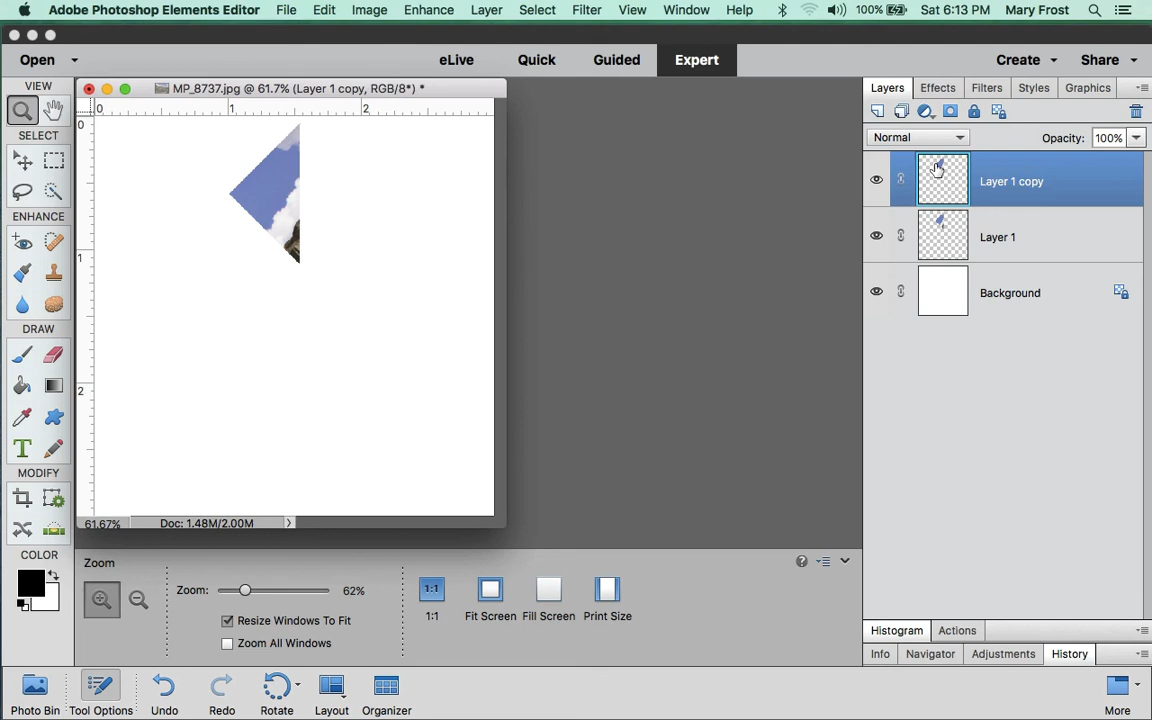 Adobe Photoshop Elements Editor File Edit Image Enhance Layer Select Filter View Window Help 100% Sat 6:13 PM Mary Frost
Open eLive Quick Guided Expert Create Share
VIEW
MP_8737.jpg @ 61.7% (Layer 1 copy, RGB/8*) *
Layers Effects Filters Styles Graphics
0 1 2
0
SELECT
Normal Opacity: 100%
Layer 1 copy
ENHANCE
Layer 1
1
Background
DRAW
2
T
MODIFY
61.67% Doc: 1.48M/2.00M
COLOR
Zoom
Zoom: 62%
1:1
1:1 Fit Screen Fill Screen Print Size
Resize Windows To Fit
Zoom All Windows
Histogram Actions
Info Navigator Adjustments History
Photo Bin Tool Options Undo Redo Rotate Layout Organizer More